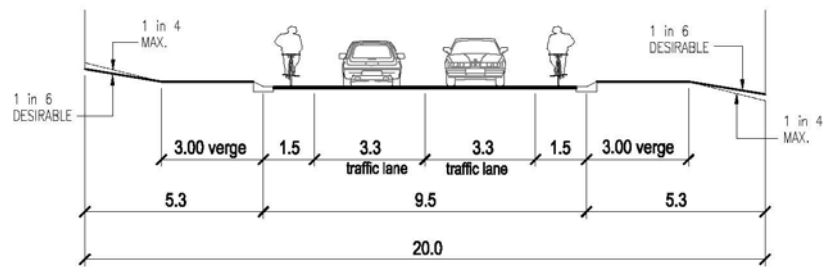 1 in 4
MAX.
1 in 6
DESIRABLE
1 in 6
DESIRABLE
1 in 4
MAX.
3.00 verge
1.5
3.3
traffic lane
3.3
traffic lane
1.5
3.00 verge
5.3
9.5
5.3
20.0